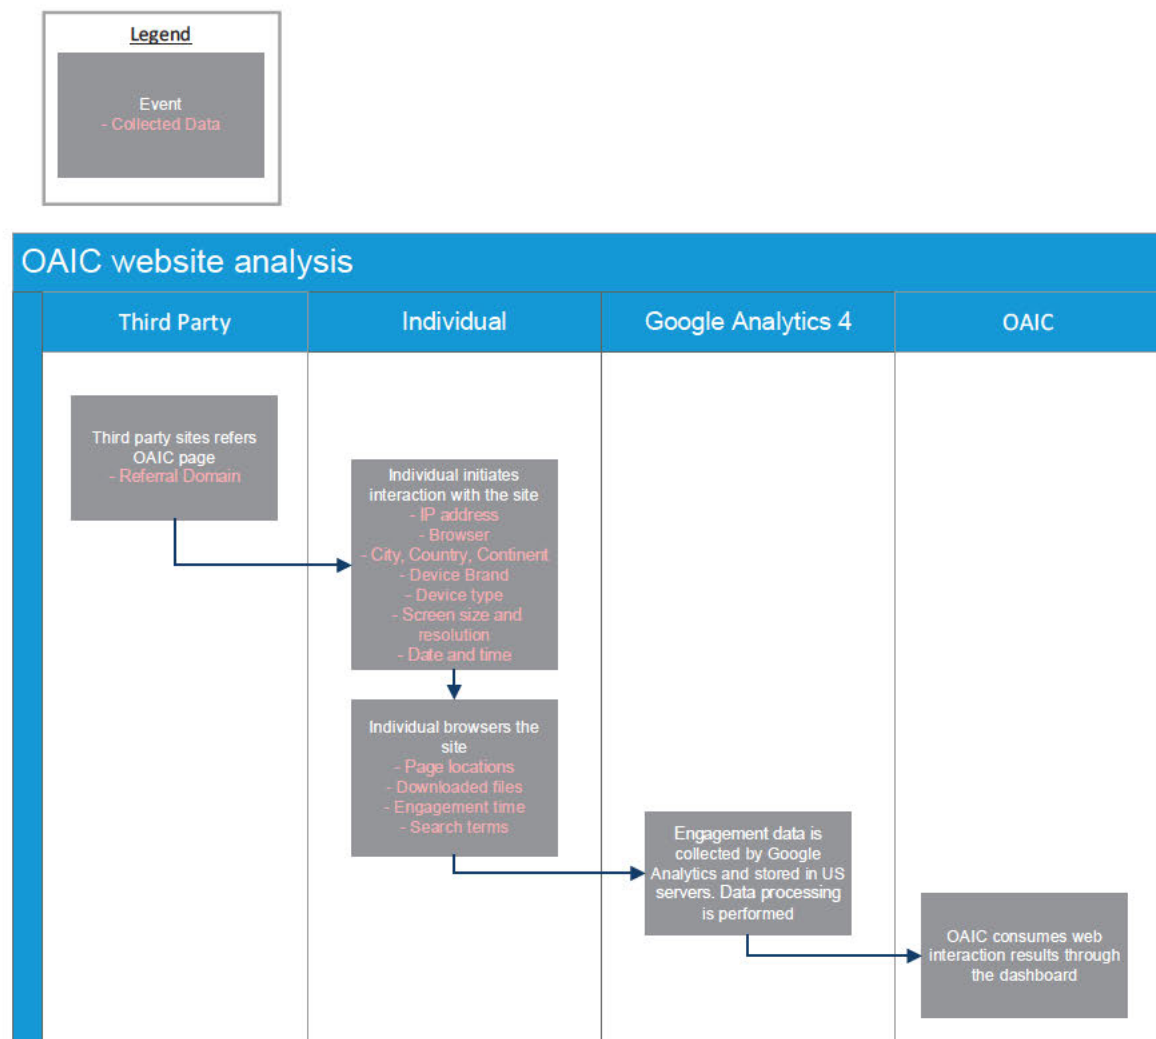 Legend
Event
- Collected Data
OAIC website analysis
Third Party
Individual
Google Analytics 4
OAIC
Third party sites refers
OAIC page
- Referral Domain
Individual initiates
interaction with the site
- IP address
- Browser
- City, Country, Continent
- Device Brand
- Device type
- Screen size and
resolution
- Date and time
Individual browsers the
site
- Page locations
- Downloaded files
- Engagement time
- Search terms
Engagement data is
collected by Google
Analytics and stored in US
servers. Data processing
is performed
OAIC consumes web
interaction results through
the dashboard